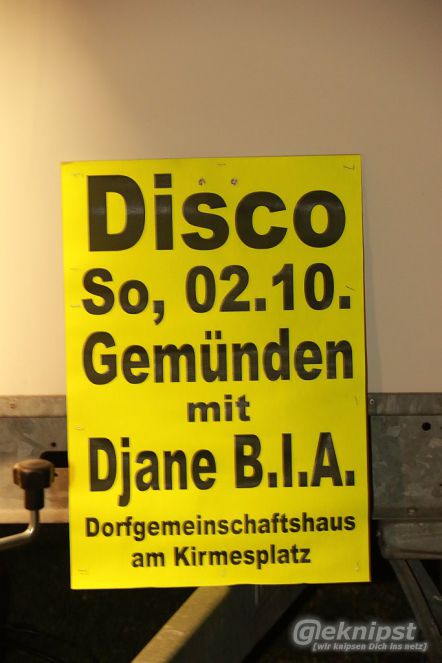 Disco
So, 02.10.
Gemünden
mit
Djane B.I.A.
Dorfgemeinschaftshaus
am Kirmesplatz
@eknipst
[wir knipsen Dich ins netz]